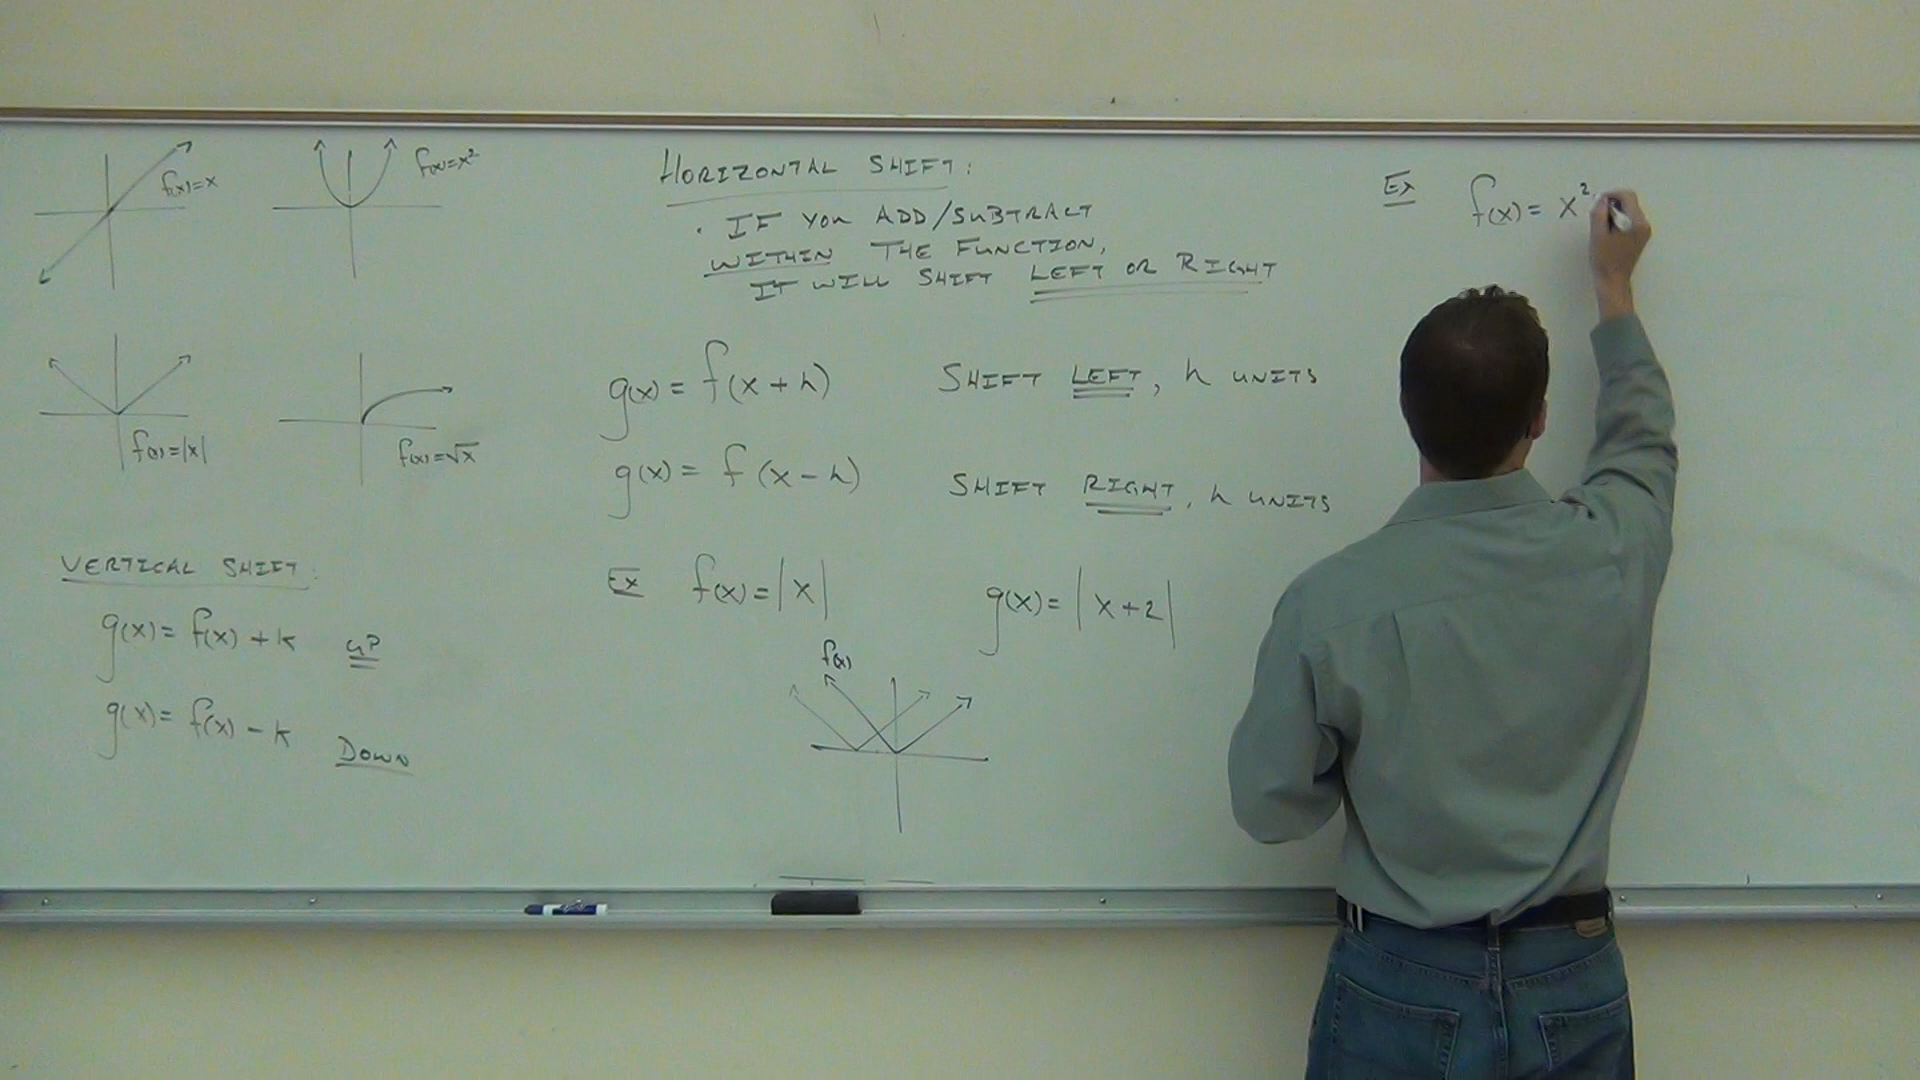 f(x)=x
f(x)=x²
f(x)=|x|
f(x)=√x
VERTICAL SHIFT:
g(x)= f(x) + k UP
g(x)= f(x) - k DOWN
HORIZONTAL SHIFT:
· IF YOU ADD/SUBTRACT
WITHIN THE FUNCTION,
IT WILL SHIFT LEFT OR RIGHT
g(x)= f(x+h) SHIFT LEFT, h UNITS
g(x)= f(x-h) SHIFT RIGHT, h UNITS
Ex f(x)=|x| g(x)=|x+2|
f(x)
Ex f(x)= x²